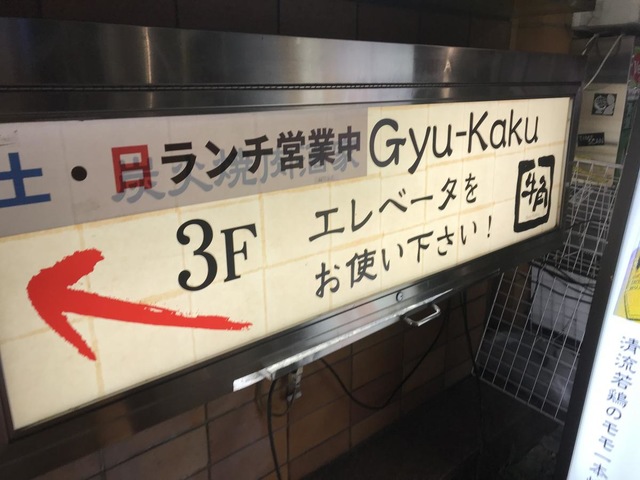 土・日ランチ営業中
Gyu-Kaku
3F
エレベータを
お使い下さい!
牛角
清流若鶏のモモ一本